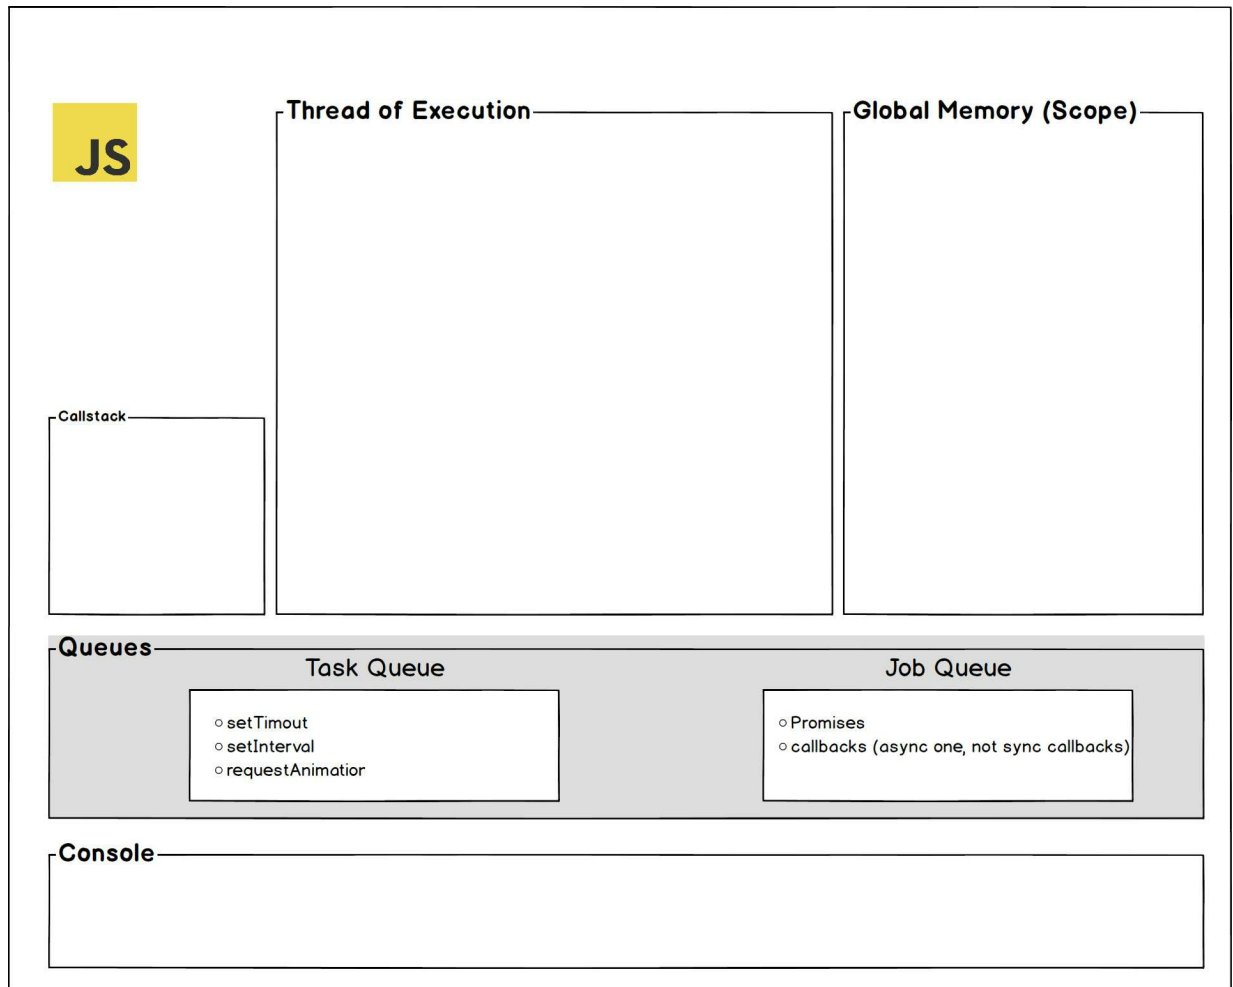 JS
Thread of Execution
Global Memory (Scope)
Callstack
Queues
Task Queue
setTimout
setInterval
requestAnimatior
Job Queue
Promises
callbacks (async one, not sync callbacks)
Console